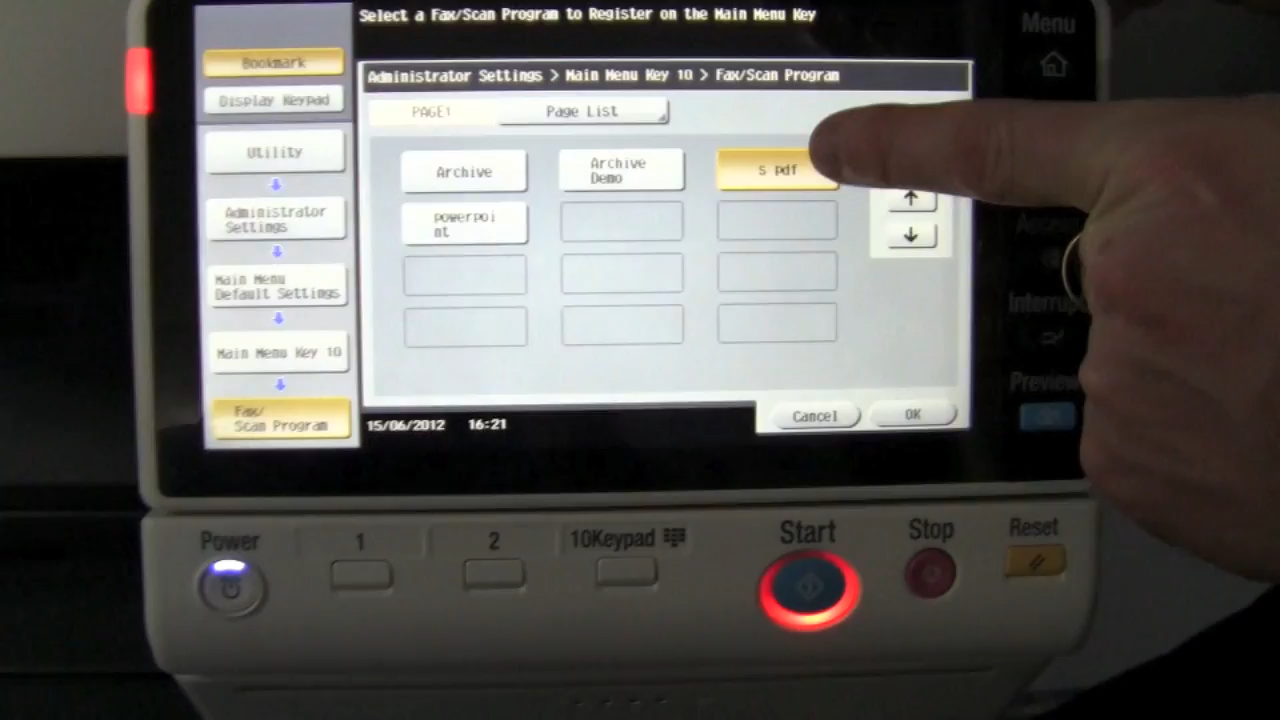 Select a Fax/Scan Program to Register on the Main Menu Key
Menu
Bookmark
Display Keypad
Administrator Settings > Main Menu Key 10 > Fax/Scan Program
PAGE1
Page List
Utility
Administrator
Settings
Main Menu
Default Settings
Main Menu Key 10
Fax/
Scan Program
Archive
Archive
Demo
s pdf
powerpoi
nt
↑
↓
Interrup
Preview
Cancel
OK
15/06/2012 16:21
Power
1
2
10Keypad
Start
Stop
Reset